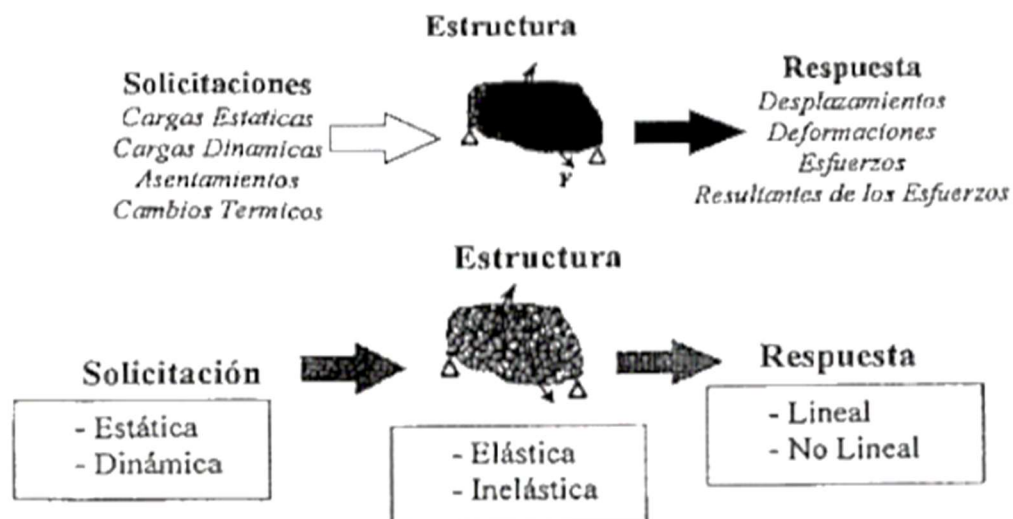 Estructura
Solicitaciones
Cargas Estaticas
Cargas Dinamicas
Asentamientos
Cambios Termicos
Respuesta
Desplazamientos
Deformaciones
Esfuerzos
Resultantes de los Esfuerzos
Estructura
Solicitación
- Estática
- Dinámica
- Elástica
- Inelástica
Respuesta
- Lineal
- No Lineal